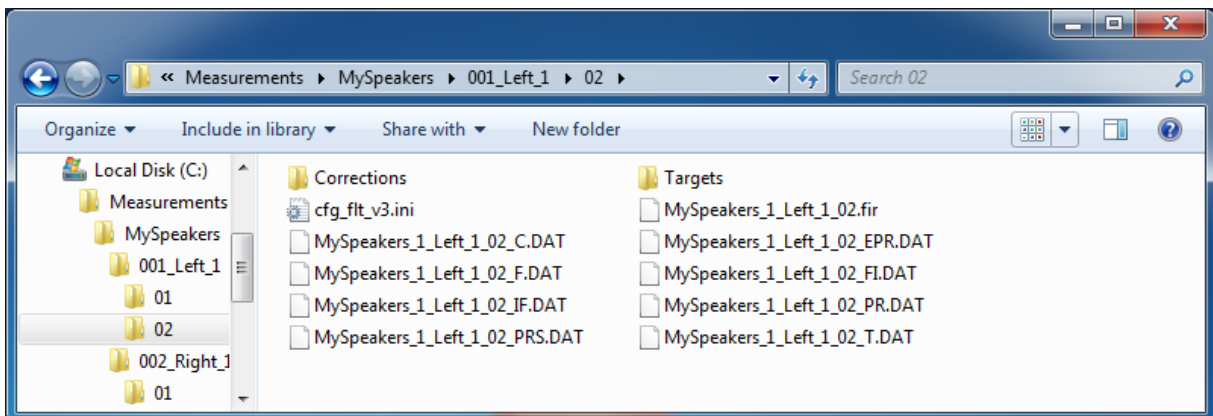 « Measurements ▸ MySpeakers ▸ 001_Left_1 ▸ 02 ▸
Search 02
Organize Include in library Share with New folder
Local Disk (C:)
Measurements
MySpeakers
001_Left_1
01
02
002_Right_1
01
Corrections Targets
cfg_flt_v3.ini MySpeakers_1_Left_1_02.fir
MySpeakers_1_Left_1_02_C.DAT MySpeakers_1_Left_1_02_EPR.DAT
MySpeakers_1_Left_1_02_F.DAT MySpeakers_1_Left_1_02_FI.DAT
MySpeakers_1_Left_1_02_IF.DAT MySpeakers_1_Left_1_02_PR.DAT
MySpeakers_1_Left_1_02_PRS.DAT MySpeakers_1_Left_1_02_T.DAT